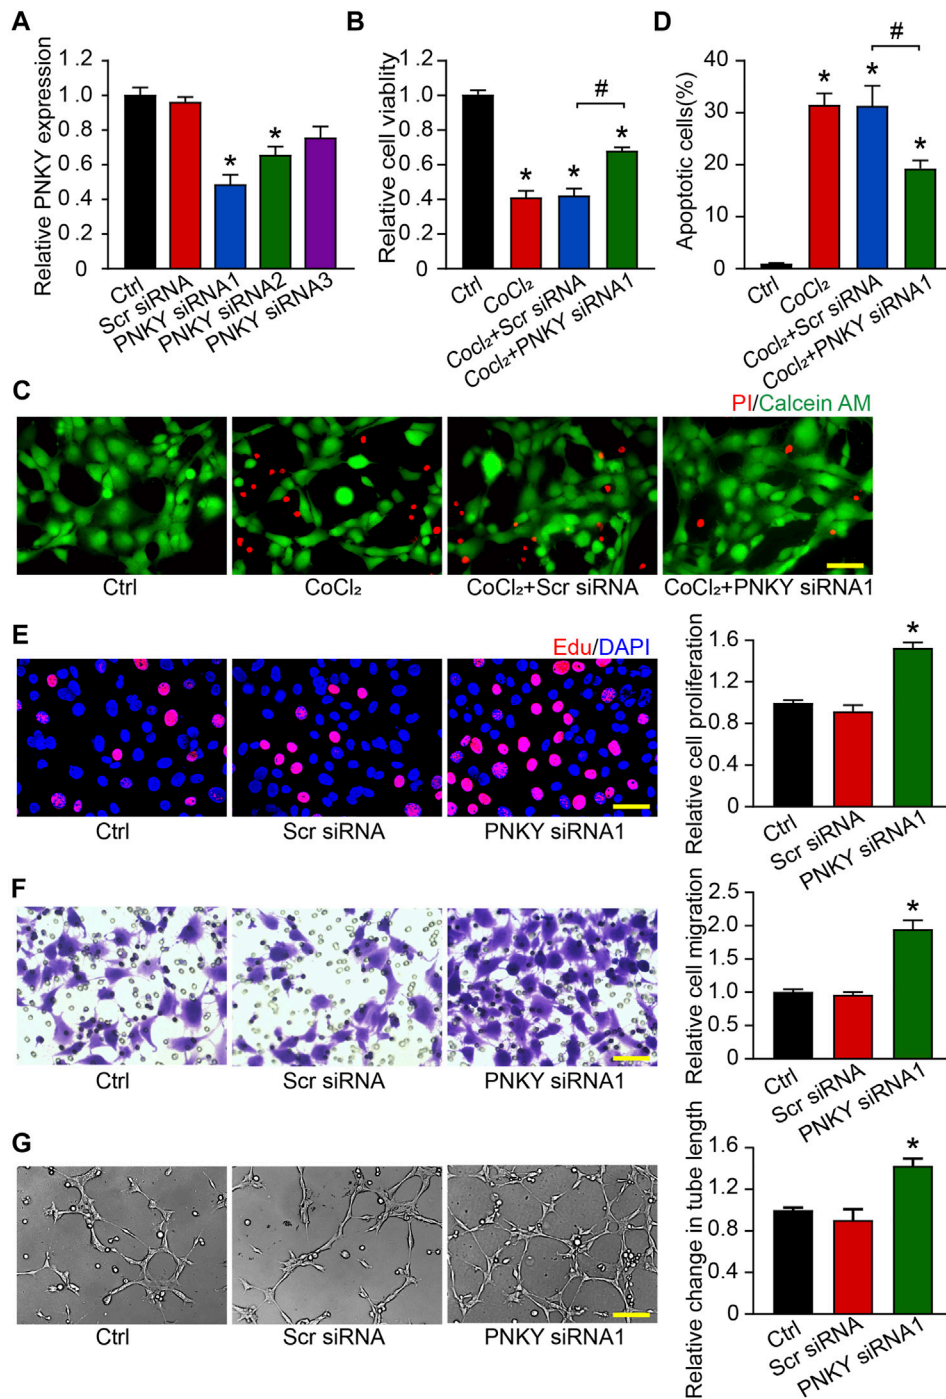 A
Relative PNKY expression
1.2
1.0
0.8
0.6
0.4
0.2
0
*
*
Ctrl
Scr siRNA
PNKY siRNA1
PNKY siRNA2
PNKY siRNA3
B
Relative cell viablity
1.2
1.0
0.8
0.6
0.4
0.2
0
*
*
*
#
Ctrl
CoCl₂
Cocl₂+Scr siRNA
Cocl₂+PNKY siRNA1
D
Apoptotic cells(%)
40
30
20
10
0
*
*
*
#
Ctrl
CoCl₂
Cocl₂+Scr siRNA
Cocl₂+PNKY siRNA1
C
PI/Calcein AM
Ctrl
CoCl₂
CoCl₂+Scr siRNA
CoCl₂+PNKY siRNA1
E
Edu/DAPI
Ctrl
Scr siRNA
PNKY siRNA1
Relative cell proliferation
1.6
1.2
0.8
0.4
0
*
Ctrl
Scr siRNA
PNKY siRNA1
F
Ctrl
Scr siRNA
PNKY siRNA1
Relative cell migration
2.5
2.0
1.5
1.0
0.5
0
*
Ctrl
Scr siRNA
PNKY siRNA1
G
Ctrl
Scr siRNA
PNKY siRNA1
Relative change in tube length
1.6
1.2
0.8
0.4
0
*
Ctrl
Scr siRNA
PNKY siRNA1